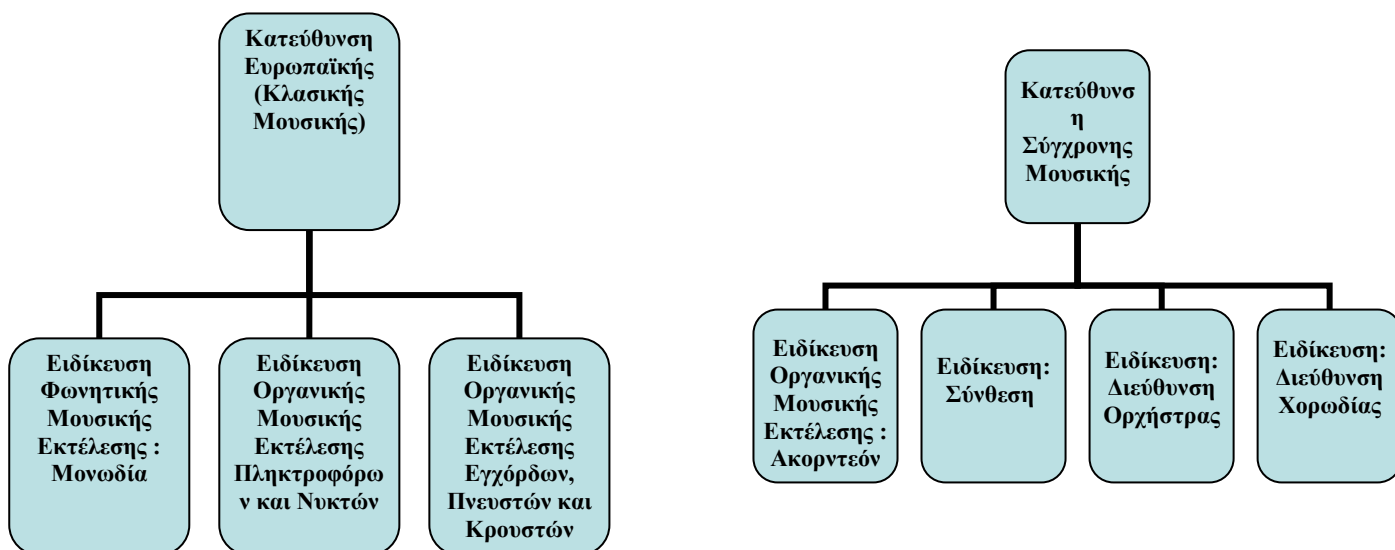 Κατεύθυνση
Ευρωπαϊκής
(Κλασικής
Μουσικής)
Κατεύθυνσ
η
Σύγχρονης
Μουσικής
Ειδίκευση
Φωνητικής
Μουσικής
Εκτέλεσης :
Μονωδία
Ειδίκευση
Οργανικής
Μουσικής
Εκτέλεσης
Πληκτροφόρω
ν και Νυκτών
Ειδίκευση
Οργανικής
Μουσικής
Εκτέλεσης
Εγχόρδων,
Πνευστών και
Κρουστών
Ειδίκευση
Οργανικής
Μουσικής
Εκτέλεσης :
Ακορντεόν
Ειδίκευση:
Σύνθεση
Ειδίκευση:
Διεύθυνση
Ορχήστρας
Ειδίκευση:
Διεύθυνση
Χορωδίας